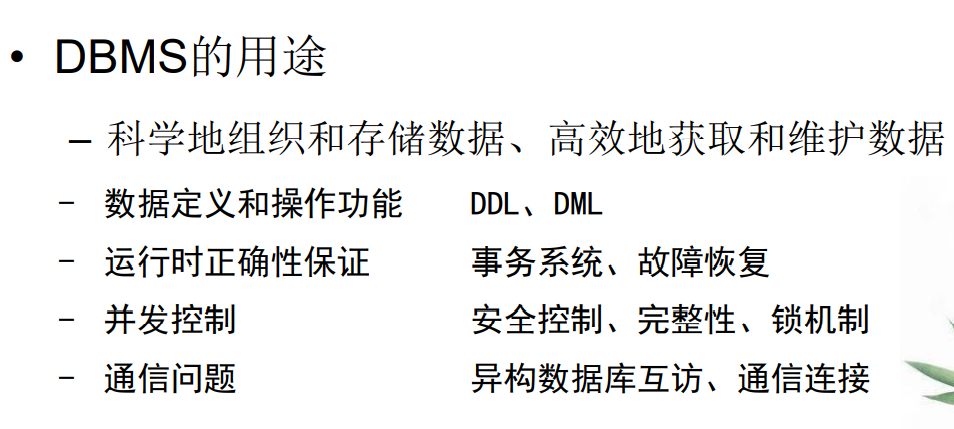 • DBMS的用途
– 科学地组织和存储数据、高效地获取和维护数据
– 数据定义和操作功能 DDL、DML
– 运行时正确性保证 事务系统、故障恢复
– 并发控制 安全控制、完整性、锁机制
– 通信问题 异构数据库互访、通信连接